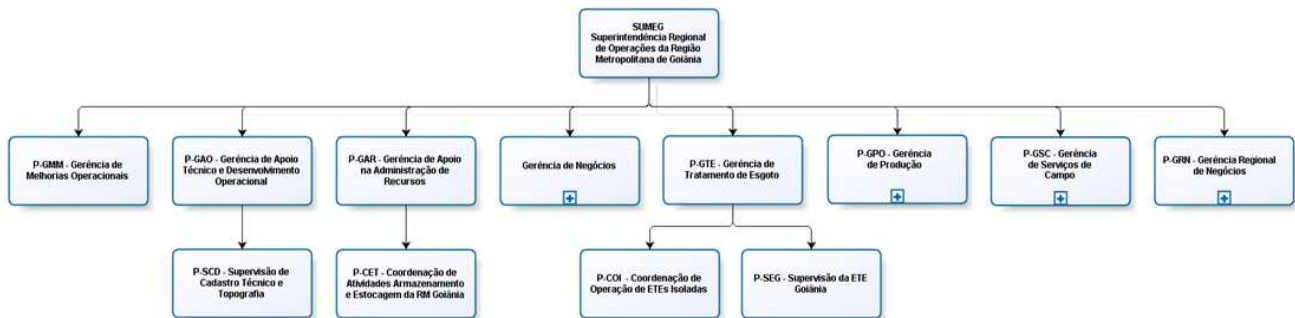 SUMEG
Superintendência Regional
de Operações da Região
Metropolitana de Goiânia
P-GMM - Gerência de
Melhorias Operacionais
P-GAO - Gerência de Apoio
Técnico e Desenvolvimento
Operacional
P-GAR - Gerência de Apoio
na Administração de
Recursos
Gerência de Negócios
P-GTE - Gerência de
Tratamento de Esgoto
P-GPO - Gerência
de Produção
P-GSC - Gerência
de Serviços de
Campo
P-GRN - Gerência Regional
de Negócios
P-SCD - Supervisão de
Cadastro Técnico e
Topografia
P-CET - Coordenação de
Atividades Armazenamento
e Estocagem da RM Goiânia
P-COI - Coordenação de
Operação de ETEs Isoladas
P-SEG - Supervisão da ETE
Goiânia